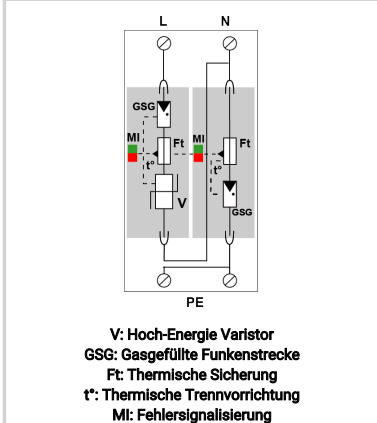 L N
GSG
MI Ft MI Ft
t° t°
V
GSG
PE
V: Hoch-Energie Varistor
GSG: Gasgefüllte Funkenstrecke
Ft: Thermische Sicherung
t°: Thermische Trennvorrichtung
MI: Fehlersignalisierung